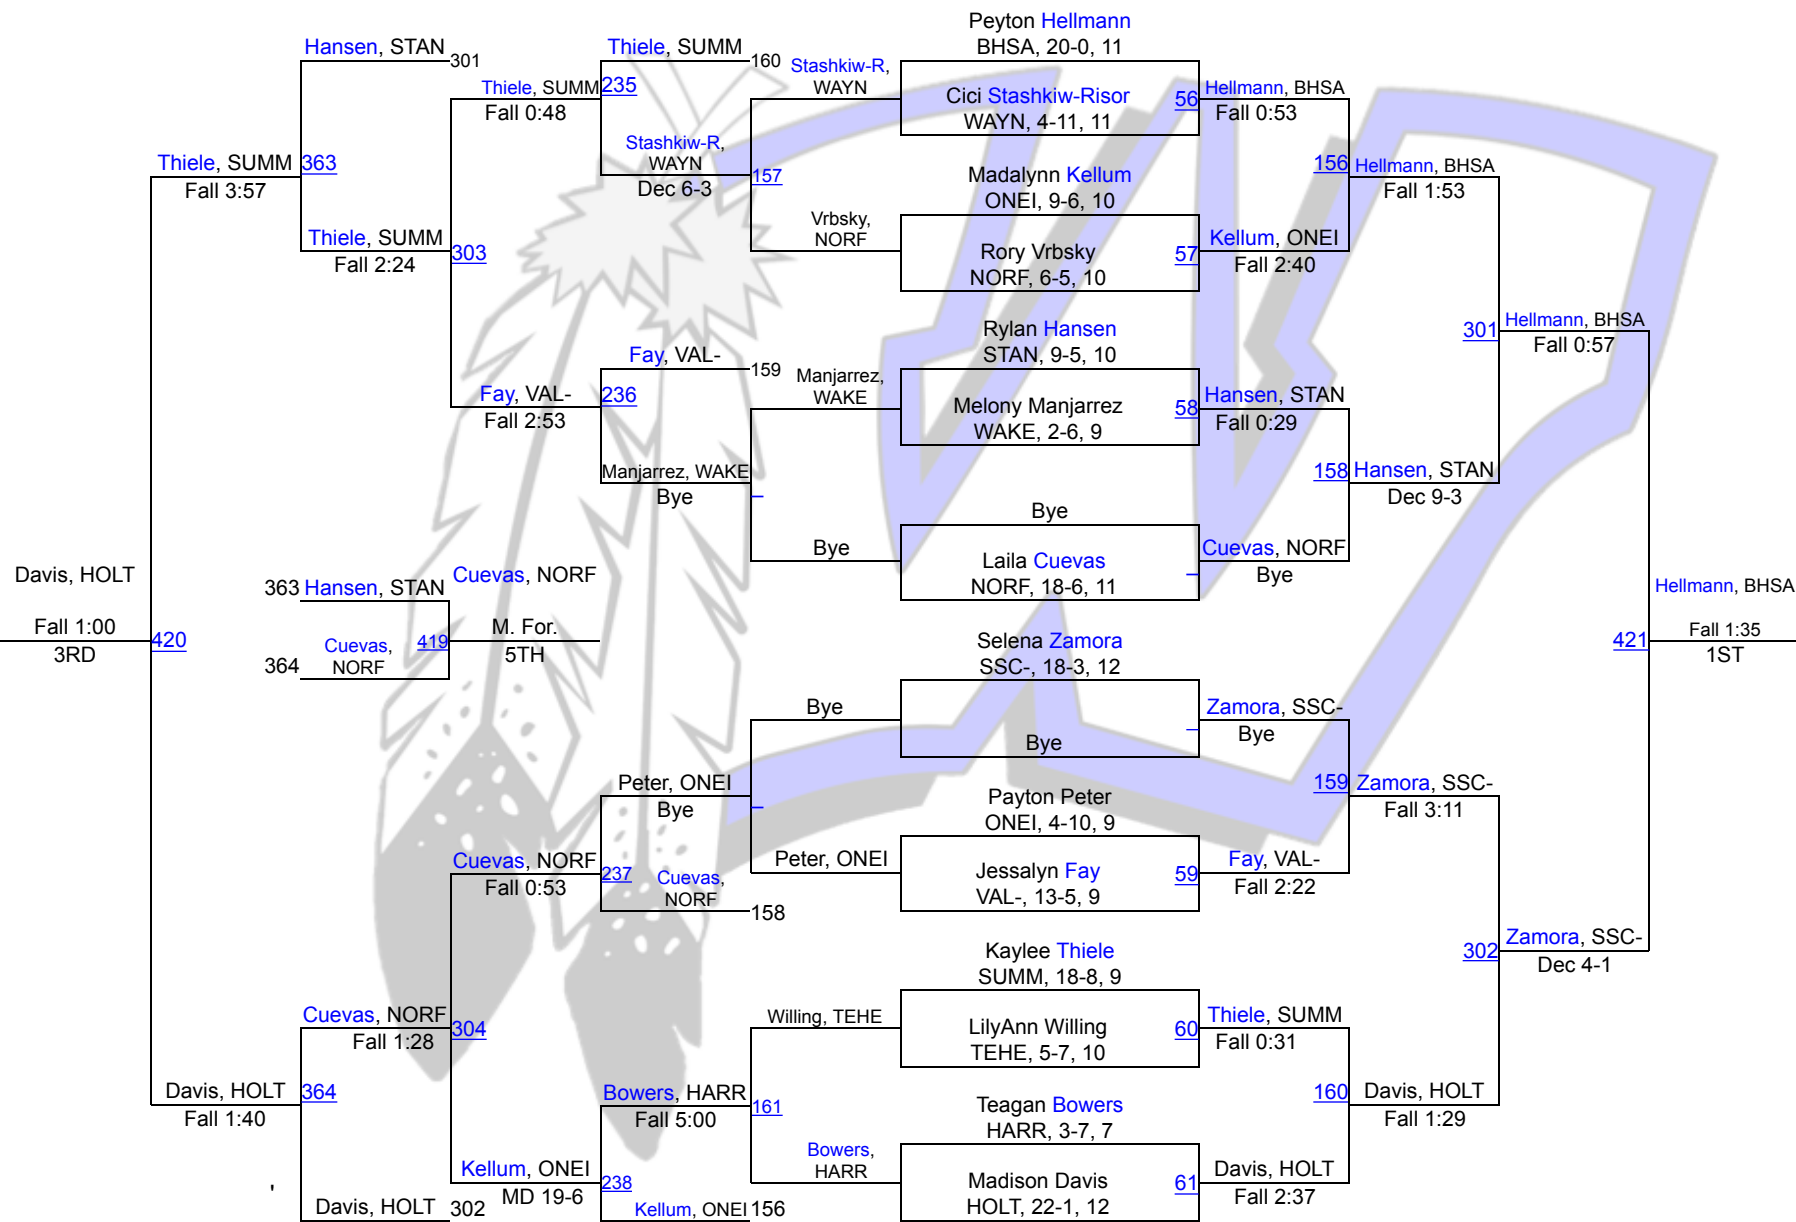 Peyton Hellmann
BHSA, 20-0, 11
Cici Stashkiw-Risor
WAYN, 4-11, 11
56
Madalynn Kellum
ONEI, 9-6, 10
Rory Vrbsky
NORF, 6-5, 10
57
Rylan Hansen
STAN, 9-5, 10
Melony Manjarrez
WAKE, 2-6, 9
58
Bye
Laila Cuevas
NORF, 18-6, 11
Selena Zamora
SSC-, 18-3, 12
Bye
Payton Peter
ONEI, 4-10, 9
Jessalyn Fay
VAL-, 13-5, 9
59
Kaylee Thiele
SUMM, 18-8, 9
LilyAnn Willing
TEHE, 5-7, 10
60
Teagan Bowers
HARR, 3-7, 7
Madison Davis
HOLT, 22-1, 12
61
Hellmann, BHSA
Fall 0:53
156
Kellum, ONEI
Fall 2:40
Hansen, STAN
Fall 0:29
158
Cuevas, NORF
Bye
Zamora, SSC-
Bye
159
Fay, VAL-
Fall 2:22
Thiele, SUMM
Fall 0:31
160
Davis, HOLT
Fall 2:37
Hellmann, BHSA
Fall 1:53
301
Hansen, STAN
Dec 9-3
Zamora, SSC-
Fall 3:11
302
Davis, HOLT
Fall 1:29
Hellmann, BHSA
Fall 0:57
421
Zamora, SSC-
Dec 4-1
Hellmann, BHSA
Fall 1:35
1ST
Stashkiw-R,
WAYN
157
Vrbsky,
NORF
Manjarrez,
WAKE
Bye
Bye
Peter, ONEI
Willing, TEHE
161
Bowers,
HARR
Thiele, SUMM
160
235
Stashkiw-R,
WAYN
Dec 6-3
Fay, VAL-
159
236
Manjarrez, WAKE
Bye
Peter, ONEI
Bye
237
Cuevas,
NORF
158
Bowers, HARR
Fall 5:00
238
Kellum, ONEI
156
Thiele, SUMM
Fall 0:48
303
Fay, VAL-
Fall 2:53
Cuevas, NORF
Fall 0:53
304
Kellum, ONEI
MD 19-6
Hansen, STAN
301
363
Thiele, SUMM
Fall 2:24
Cuevas, NORF
Fall 1:28
364
Davis, HOLT
302
'
Thiele, SUMM
Fall 3:57
420
Davis, HOLT
Fall 1:40
Davis, HOLT
Fall 1:00
3RD
363
Hansen, STAN
419
364
Cuevas,
NORF
Cuevas, NORF
M. For.
5TH